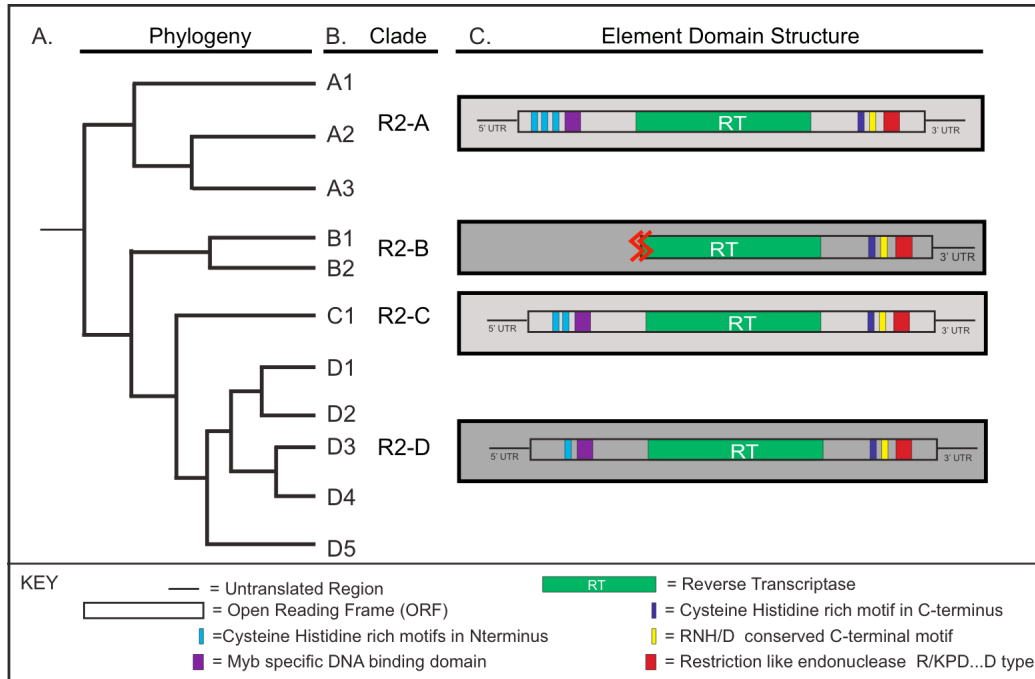 A. Phylogeny B. Clade C. Element Domain Structure
A1
A2
A3
B1
B2
C1
D1
D2
D3
D4
D5
R2-A
R2-B
R2-C
R2-D
5' UTR RT 3' UTR
RT 3' UTR
5' UTR RT 3' UTR
5' UTR RT 3' UTR
KEY
= Untranslated Region
= Open Reading Frame (ORF)
=Cysteine Histidine rich motifs in Nterminus
= Myb specific DNA binding domain
RT = Reverse Transcriptase
= Cysteine Histidine rich motif in C-terminus
= RNH/D conserved C-terminal motif
= Restriction like endonuclease R/KPD...D type